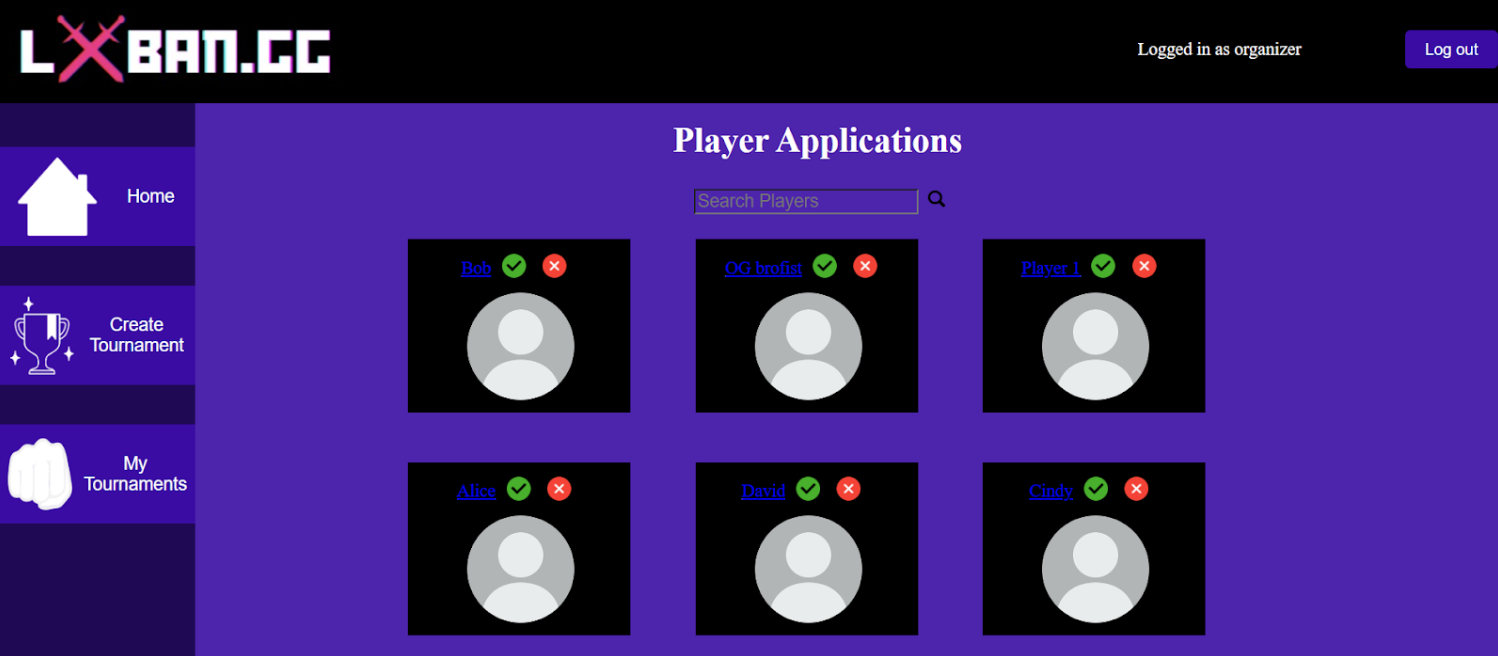 LXBAN.GG
Logged in as organizer
Log out
Home
Create
Tournament
My
Tournaments
Player Applications
Search Players
Bob
OG brofist
Player 1
Alice
David
Cindy